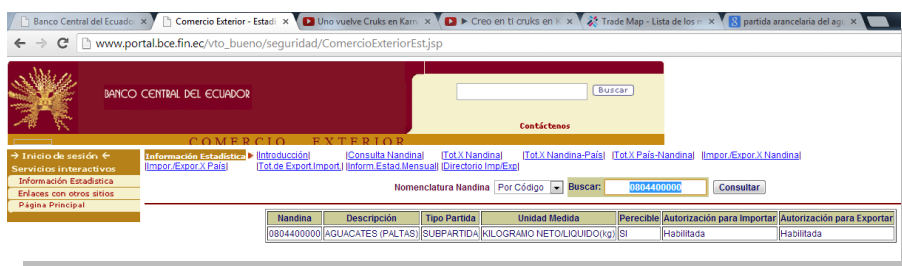 Banco Central del Ecuado
Comercio Exterior - Estadí
Uno vuelve Cruks en Karn
Creo en ti cruks en K
Trade Map - Lista de los m
partida arancelaria del agu
www.portal.bce.fin.ec/vto_bueno/seguridad/ComercioExteriorEst.jsp
BANCO CENTRAL DEL ECUADOR
Buscar
Contáctenos
COMERCIO EXTERIOR
→ Inicio de sesión ←
Servicios interactivos
Información Estadística
Enlaces con otros sitios
Página Principal
Información Estadística |Introducción| |Consulta Nandina| |Tot.X Nandina| |Tot.X Nandina-País| |Tot.X País-Nandina| |Impor./Expor.X Nandina|
|Impor./Expor.X País| |Tot.de Export.Import.| |Inform.Estad.Mensual| |Directorio Imp/Exp|
Nomenclatura Nandina Por Código Buscar: 0804400000 Consultar
Nandina Descripción Tipo Partida Unidad Medida Perecible Autorización para Importar Autorización para Exportar
0804400000 AGUACATES (PALTAS) SUBPARTIDA KILOGRAMO NETO/LIQUIDO(kg) SI Habilitada Habilitada